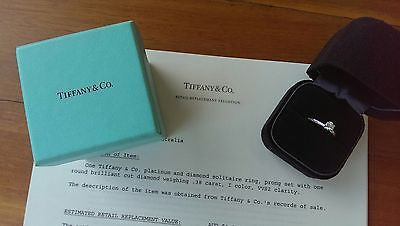 TIFFANY & CO.
TIFFANY & CO.
RETAIL REPLACEMENT VALUATION
of Item:
One Tiffany & Co. platinum and diamond solitaire ring, prong set with one
round brilliant cut diamond weighing .38 carat, I color, VVS2 clarity.
The description of the item was obtained from Tiffany & Co.'s records of sale.
ESTIMATED RETAIL REPLACEMENT VALUE: